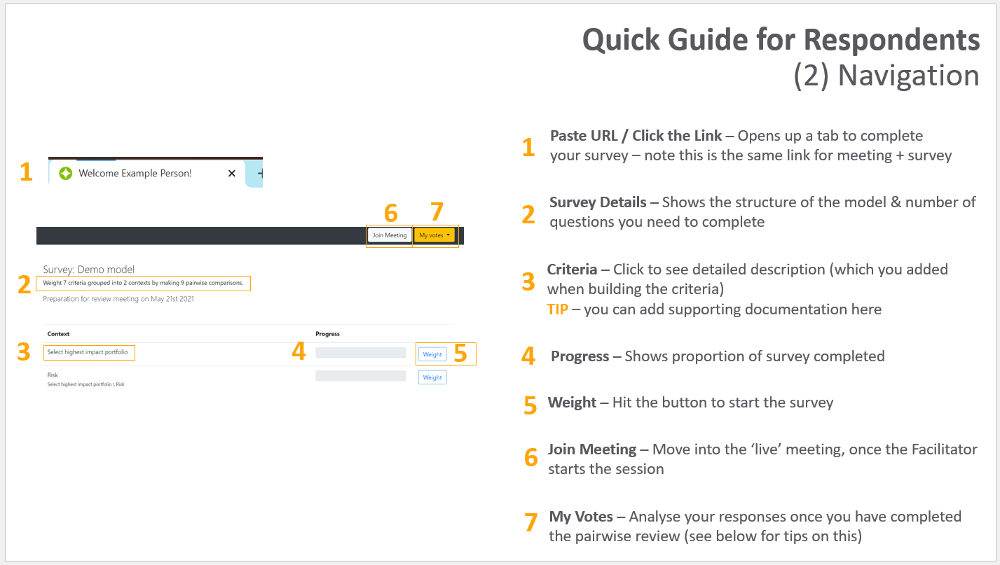 Quick Guide for Respondents
(2) Navigation
1
Welcome Example Person!
6
7
Join Meeting
My votes
Survey: Demo model
2
Weight 7 criteria grouped into 2 contexts by making 9 pairwise comparisons.
Preparation for review meeting on May 21st 2021
Context
Progress
3
Select highest impact portfolio
4
Weight
5
Risk
Select highest impact portfolio \ Risk
Weight
1
Paste URL / Click the Link – Opens up a tab to complete
your survey – note this is the same link for meeting + survey
2
Survey Details – Shows the structure of the model & number of
questions you need to complete
3
Criteria – Click to see detailed description (which you added
when building the criteria)
TIP – you can add supporting documentation here
4
Progress – Shows proportion of survey completed
5
Weight – Hit the button to start the survey
6
Join Meeting – Move into the ‘live’ meeting, once the Facilitator
starts the session
7
My Votes – Analyse your responses once you have completed
the pairwise review (see below for tips on this)